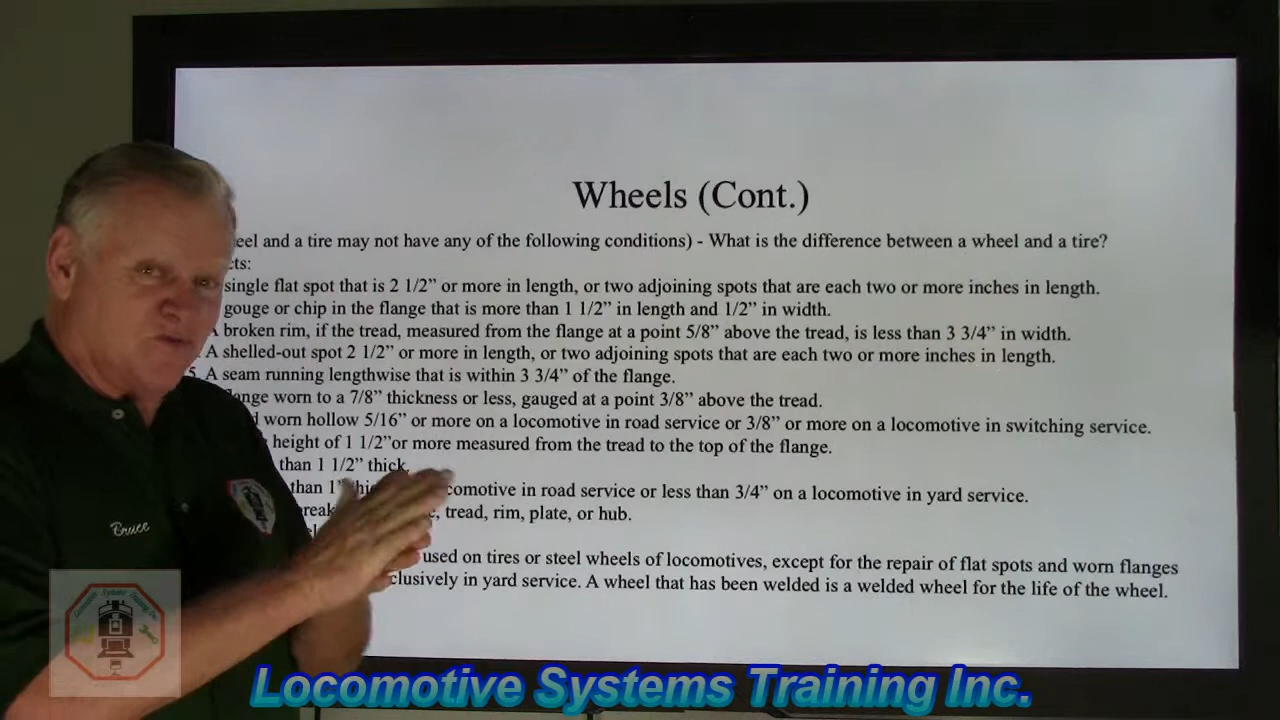 Wheels (Cont.)
eel and a tire may not have any of the following conditions) - What is the difference between a wheel and a tire?
cts:
single flat spot that is 2 1/2” or more in length, or two adjoining spots that are each two or more inches in length.
gouge or chip in the flange that is more than 1 1/2” in length and 1/2” in width.
A broken rim, if the tread, measured from the flange at a point 5/8” above the tread, is less than 3 3/4” in width.
A shelled-out spot 2 1/2” or more in length, or two adjoining spots that are each two or more inches in length.
5. A seam running lengthwise that is within 3 3/4” of the flange.
lange worn to a 7/8” thickness or less, gauged at a point 3/8” above the tread.
d worn hollow 5/16” or more on a locomotive in road service or 3/8” or more on a locomotive in switching service.
height of 1 1/2”or more measured from the tread to the top of the flange.
than 1 1/2” thick.
than 1” comotive in road service or less than 3/4” on a locomotive in yard service.
reak e, tread, rim, plate, or hub.
used on tires or steel wheels of locomotives, except for the repair of flat spots and worn flanges
clusively in yard service. A wheel that has been welded is a welded wheel for the life of the wheel.
Bruce
Locomotive Systems Training Inc.
Locomotive Systems Training Inc.